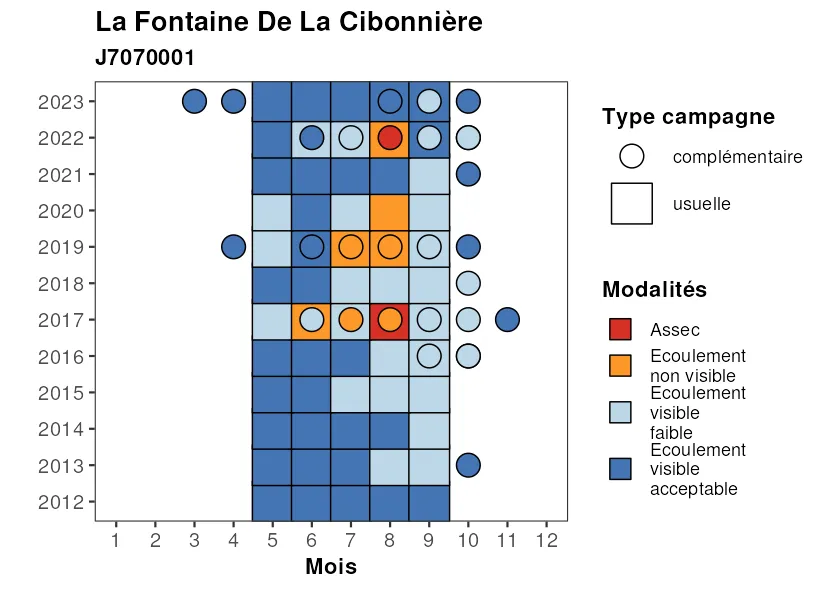 La Fontaine De La Cibonnière
J7070001
2023
2022
2021
2020
2019
2018
2017
2016
2015
2014
2013
2012
1 2 3 4 5 6 7 8 9 10 11 12
Mois
Type campagne
complémentaire
usuelle
Modalités
Assec
Ecoulement
non visible
Ecoulement
visible
faible
Ecoulement
visible
acceptable